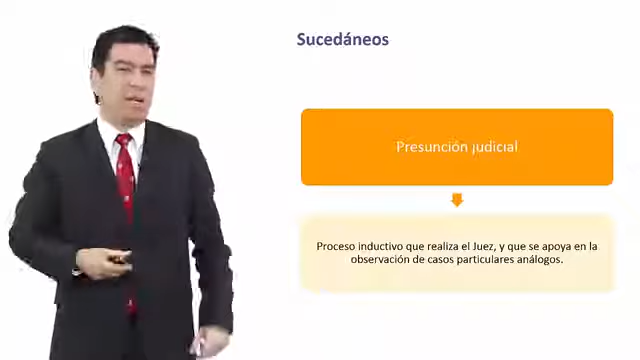 Sucedáneos
Presunción judicial
Proceso inductivo que realiza el Juez, y que se apoya en la
observación de casos particulares análogos.